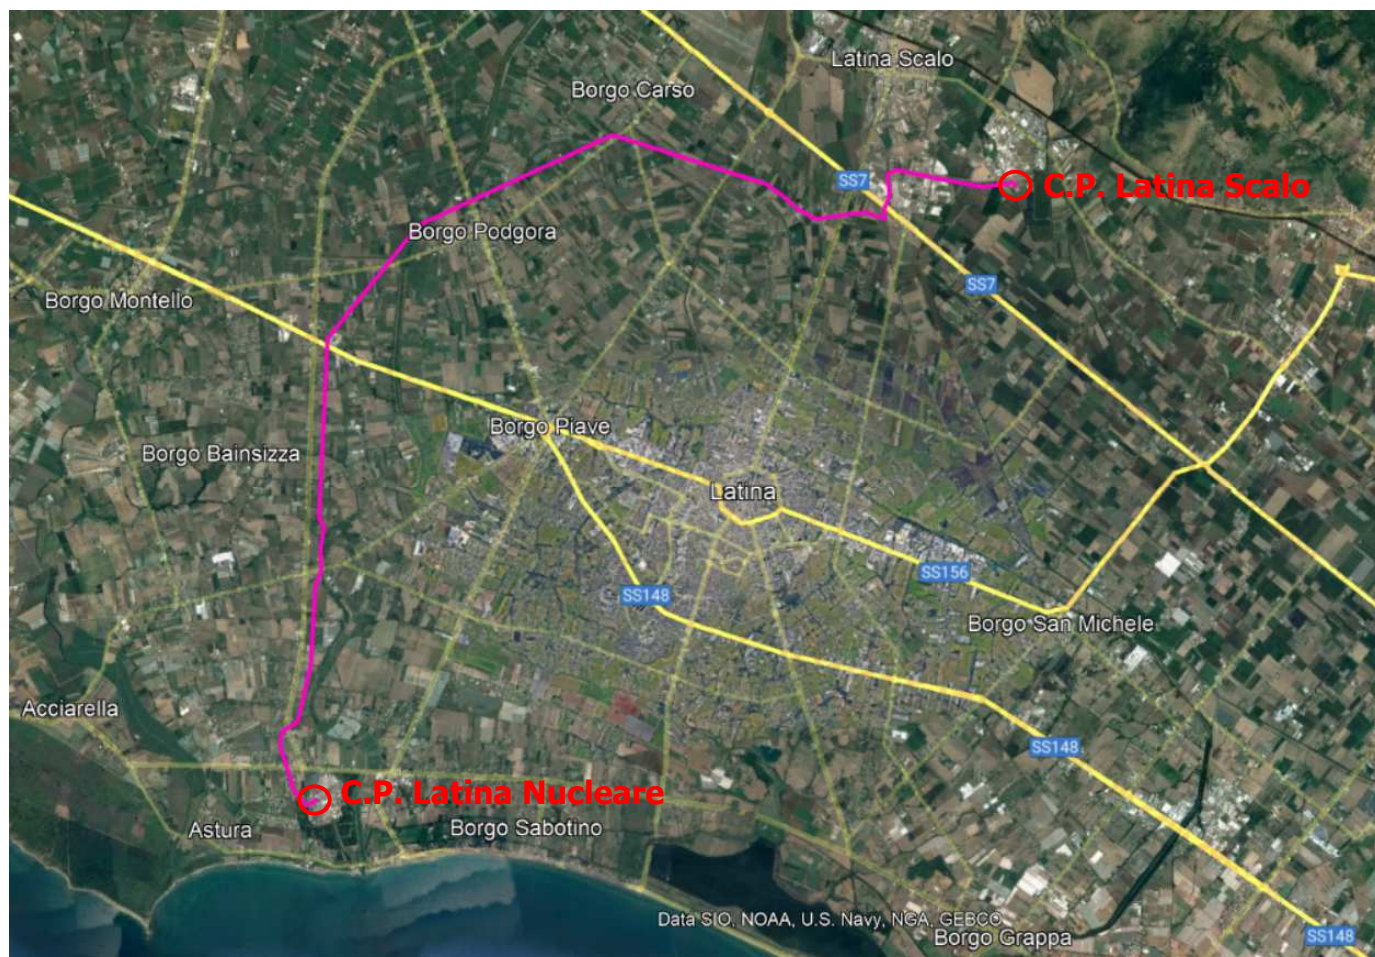 Latina Scalo
Borgo Carso
SS7
C.P. Latina Scalo
Borgo Podgora
SS7
Borgo Montello
Borgo Piave
Borgo Bainsizza
Latina
SS156
SS148
Borgo San Michele
Acciarella
SS148
C.P. Latina Nucleare
Astura
Borgo Sabotino
Data SIO, NOAA, U.S. Navy, NGA, GEBCO
Borgo Grappa
SS148